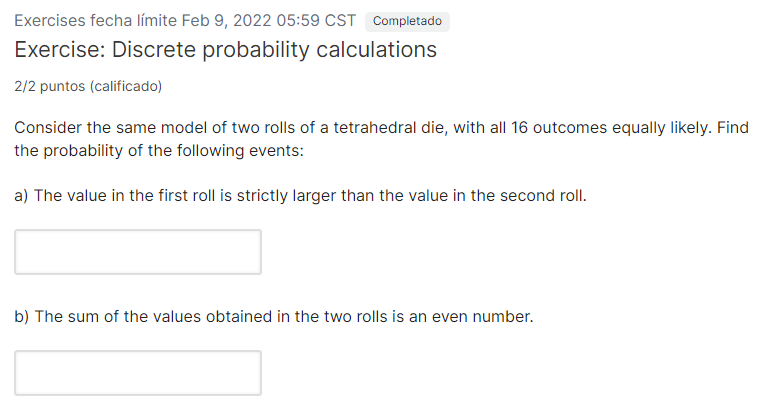 Exercises fecha límite Feb 9, 2022 05:59 CST Completado
Exercise: Discrete probability calculations
2/2 puntos (calificado)
Consider the same model of two rolls of a tetrahedral die, with all 16 outcomes equally likely. Find
the probability of the following events:
a) The value in the first roll is strictly larger than the value in the second roll.
b) The sum of the values obtained in the two rolls is an even number.